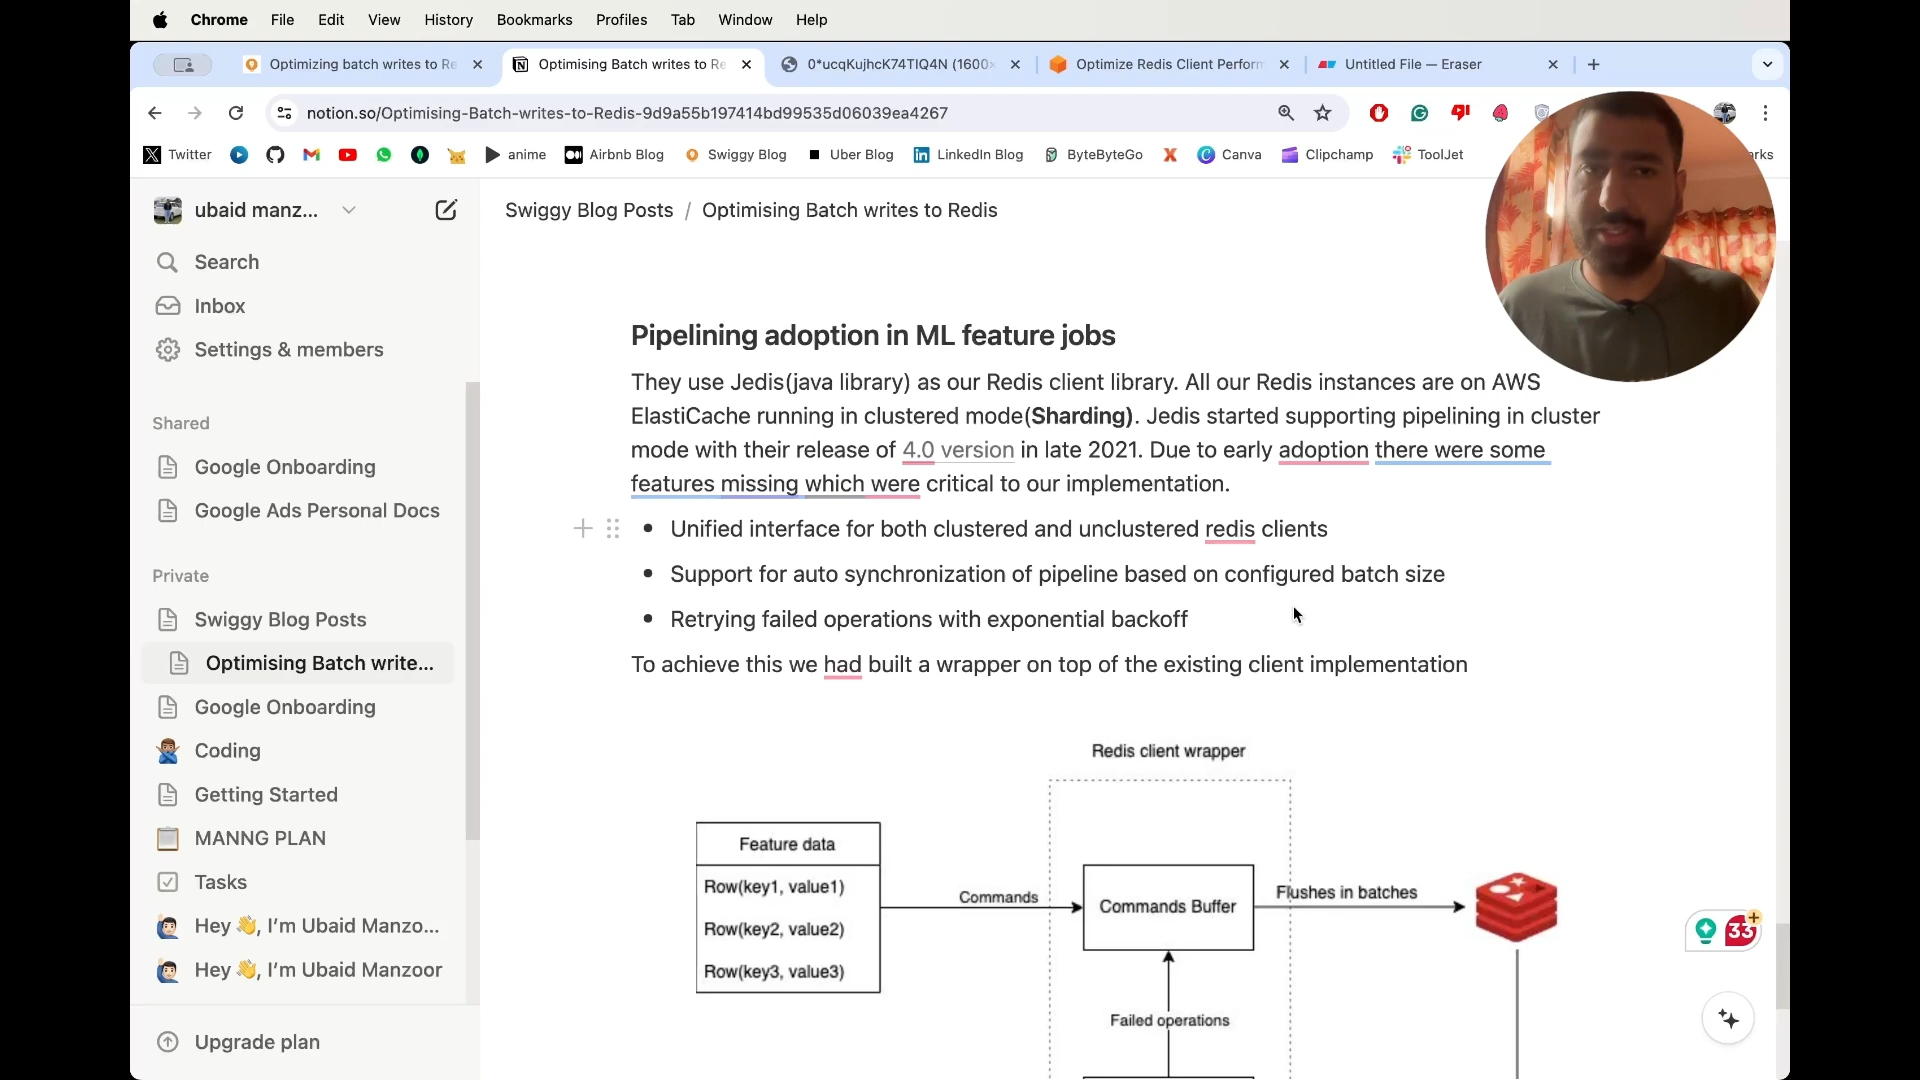 Chrome File Edit View History Bookmarks Profiles Tab Window Help
Optimizing batch writes to Re
Optimising Batch writes to Re
0*ucqKujhcK74TIQ4N (1600×
Optimize Redis Client Perform
Untitled File — Eraser
notion.so/Optimising-Batch-writes-to-Redis-9d9a55b197414bd99535d06039ea4267
Twitter
anime
Airbnb Blog
Swiggy Blog
Uber Blog
LinkedIn Blog
ByteByteGo
Canva
Clipchamp
ToolJet
ubaid manz...
Search
Inbox
Settings & members
Shared
Google Onboarding
Google Ads Personal Docs
Private
Swiggy Blog Posts
Optimising Batch write...
Google Onboarding
Coding
Getting Started
MANNG PLAN
Tasks
Hey 👋, I'm Ubaid Manzo...
Hey 👋, I'm Ubaid Manzoor
Upgrade plan
Swiggy Blog Posts / Optimising Batch writes to Redis
Pipelining adoption in ML feature jobs
They use Jedis(java library) as our Redis client library. All our Redis instances are on AWS
ElastiCache running in clustered mode(Sharding). Jedis started supporting pipelining in cluster
mode with their release of 4.0 version in late 2021. Due to early adoption there were some
features missing which were critical to our implementation.
• Unified interface for both clustered and unclustered redis clients
• Support for auto synchronization of pipeline based on configured batch size
• Retrying failed operations with exponential backoff
To achieve this we had built a wrapper on top of the existing client implementation
Redis client wrapper
Feature data
Row(key1, value1)
Row(key2, value2)
Row(key3, value3)
Commands
Commands Buffer
Flushes in batches
Failed operations
33